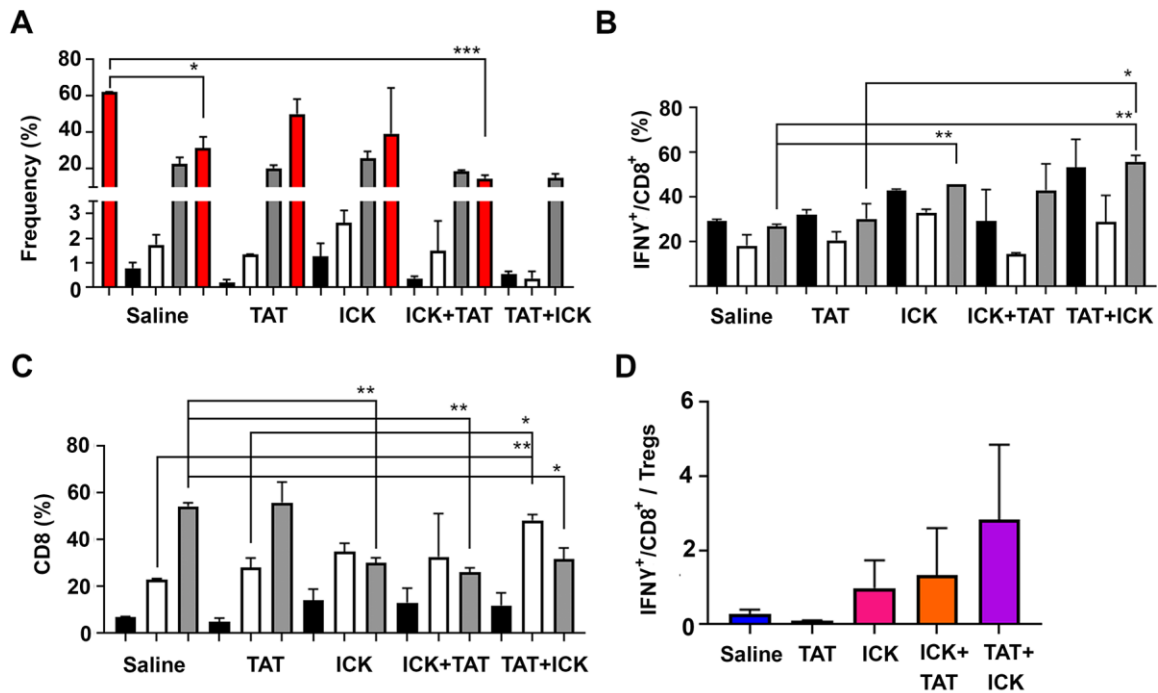 A
Frequency (%)
80
60
40
20
0
3
2
1
0
*
***
Saline TAT ICK ICK+TAT TAT+ICK
B
IFNY+/CD8+ (%)
80
60
40
20
*
**
**
Saline TAT ICK ICK+TAT TAT+ICK
C
CD8 (%)
80
60
40
20
0
**
**
*
**
*
Saline TAT ICK ICK+TAT TAT+ICK
D
IFNY+/CD8+ / Tregs
6
4
2
0
Saline TAT ICK ICK+ TAT+
TAT ICK